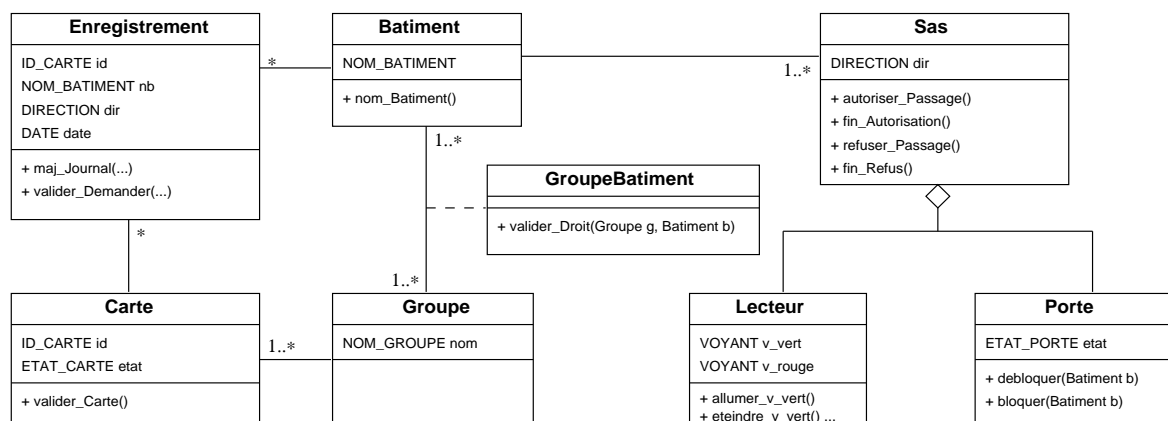 Enregistrement
ID_CARTE id
NOM_BATIMENT nb
DIRECTION dir
DATE date
+ maj_Journal(...)
+ valider_Demander(...)
*
*
Batiment
NOM_BATIMENT
+ nom_Batiment()
1..*
1..*
Sas
DIRECTION dir
+ autoriser_Passage()
+ fin_Autorisation()
+ refuser_Passage()
+ fin_Refus()
GroupeBatiment
+ valider_Droit(Groupe g, Batiment b)
1..*
Carte
ID_CARTE id
ETAT_CARTE etat
+ valider_Carte()
1..*
Groupe
NOM_GROUPE nom
Lecteur
VOYANT v_vert
VOYANT v_rouge
+ allumer_v_vert()
+ eteindre_v_vert() ...
Porte
ETAT_PORTE etat
+ debloquer(Batiment b)
+ bloquer(Batiment b)